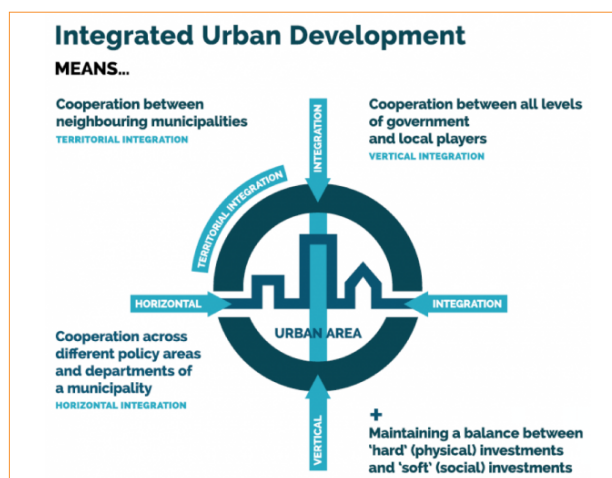 Integrated Urban Development
MEANS...
Cooperation between
neighbouring municipalities
TERRITORIAL INTEGRATION
Cooperation between all levels
of government
and local players
VERTICAL INTEGRATION
INTEGRATION
TERRITORIAL INTEGRATION
HORIZONTAL
INTEGRATION
URBAN AREA
Cooperation across
different policy areas
and departments of
a municipality
HORIZONTAL INTEGRATION
VERTICAL
+
Maintaining a balance between
'hard' (physical) investments
and 'soft' (social) investments